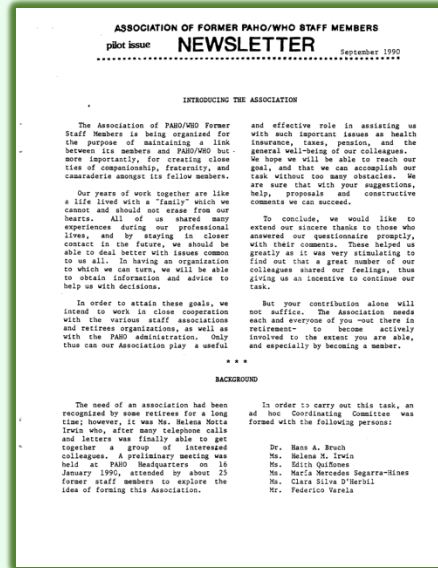 ASSOCIATION OF FORMER PAHO/WHO STAFF MEMBERS
pilot issue NEWSLETTER September 1990
INTRODUCING THE ASSOCIATION
The Association of PAHO/WHO Former
Staff Members is being organized for
the purpose of maintaining a link
between its members and PAHO/WHO but
more importantly, for creating close
ties of companionship, fraternity, and
camaraderie amongst its fellow members.
Our years of work together are like
a life lived with a "family" which we
cannot and should not erase from our
hearts. All of us shared many
experiences during our professional
lives, and by staying in closer
contact in the future, we should be
able to deal better with issues common
to us all. In having an organization
to which we can turn, we will be able
to obtain information and advice to
help us with decisions.
In order to attain these goals, we
intend to work in close cooperation
with the various staff associations
and retirees organizations, as well as
with the PAHO administration. Only
thus can our Association play a useful
and effective role in assisting us
with such important issues as health
insurance, taxes, pension, and the
general well-being of our colleagues.
We hope we will be able to reach our
goal, and that we can accomplish our
task without too many obstacles. We
are sure that with your suggestions,
help, proposals and constructive
comments we can succeed.
To conclude, we would like to
extend our sincere thanks to those who
answered our questionnaire promptly,
with their comments. These helped us
greatly as it was very stimulating to
find out that a great number of our
colleagues shared our feelings, thus
giving us an incentive to continue our
task.
But your contribution alone will
not suffice. The Association needs
each and everyone of you -out there in
retirement- to become actively
involved to the extent you are able,
and especially by becoming a member.
* * *
BACKGROUND
The need of an association had been
recognized by some retirees for a long
time; however, it was Ms. Helena Motta
Irwin who, after many telephone calls
and letters was finally able to get
together a group of interested
colleagues. A preliminary meeting was
held at PAHO Headquarters on 16
January 1990, attended by about 25
former staff members to explore the
idea of forming this Association.
In order to carry out this task, an
ad hoc Coordinating Committee was
formed with the following persons:
Dr. Hans A. Bruch
Ms. Helena M. Irwin
Ms. Edith Quiñones
Ms. María Mercedes Segarra-Hines
Ms. Clara Silva D'Herbil
Mr. Federico Varela